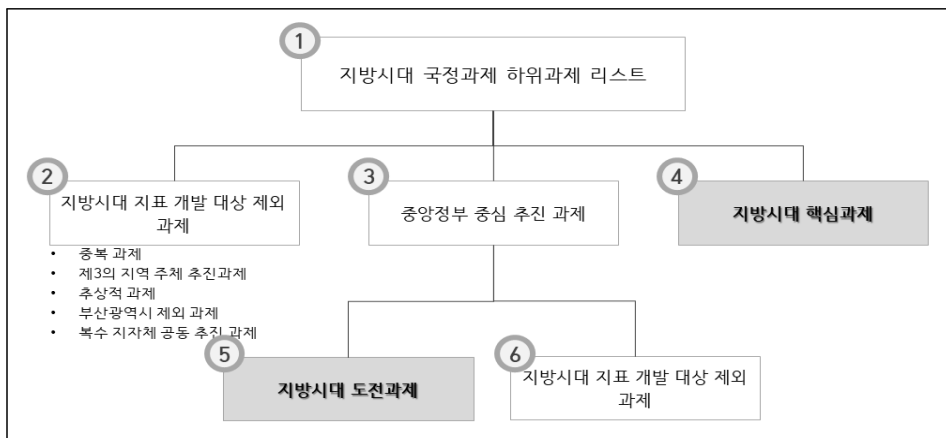 1
지방시대 국정과제 하위과제 리스트
2
지방시대 지표 개발 대상 제외
과제
• 중복 과제
• 제3의 지역 주체 추진과제
• 추상적 과제
• 부산광역시 제외 과제
• 복수 지자체 공동 추진 과제
3
중앙정부 중심 추진 과제
4
지방시대 핵심과제
5
지방시대 도전과제
6
지방시대 지표 개발 대상 제외
과제